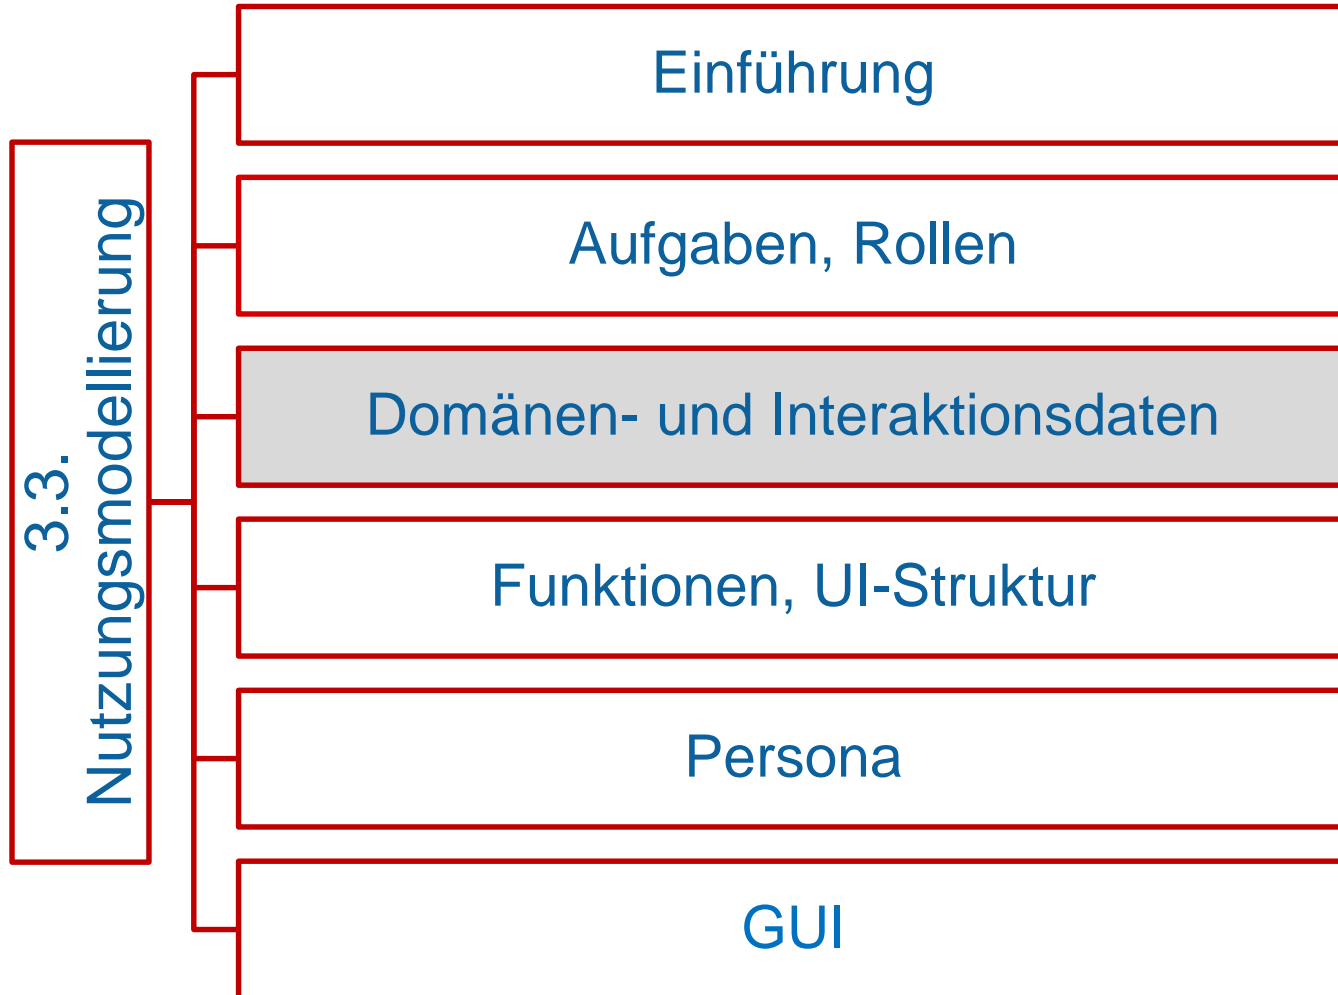 3.3.
Nutzungsmodellierung
Einführung
Aufgaben, Rollen
Domänen- und Interaktionsdaten
Funktionen, UI-Struktur
Persona
GUI